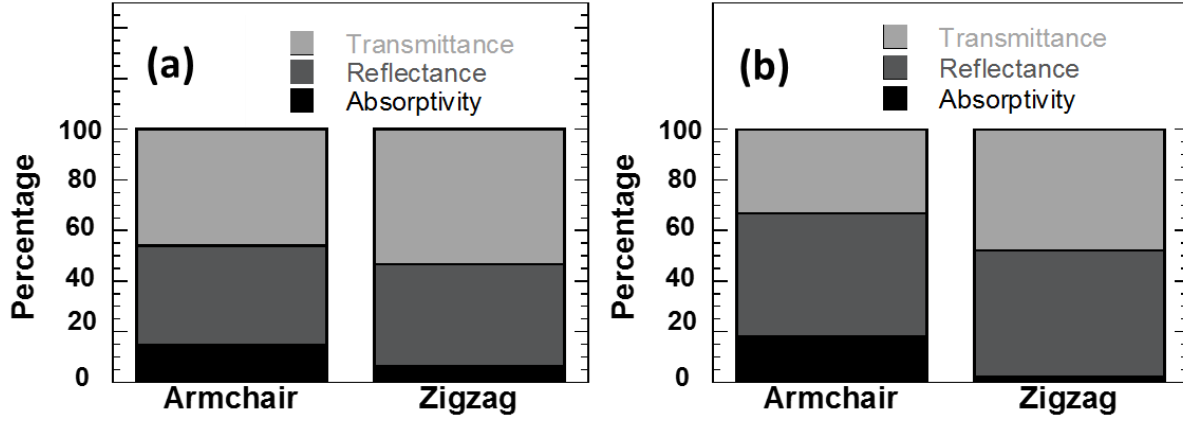 (a)
Transmittance
Reflectance
Absorptivity
Percentage
100
80
60
40
20
0
Armchair Zigzag
(b)
Transmittance
Reflectance
Absorptivity
Percentage
100
80
60
40
20
0
Armchair Zigzag